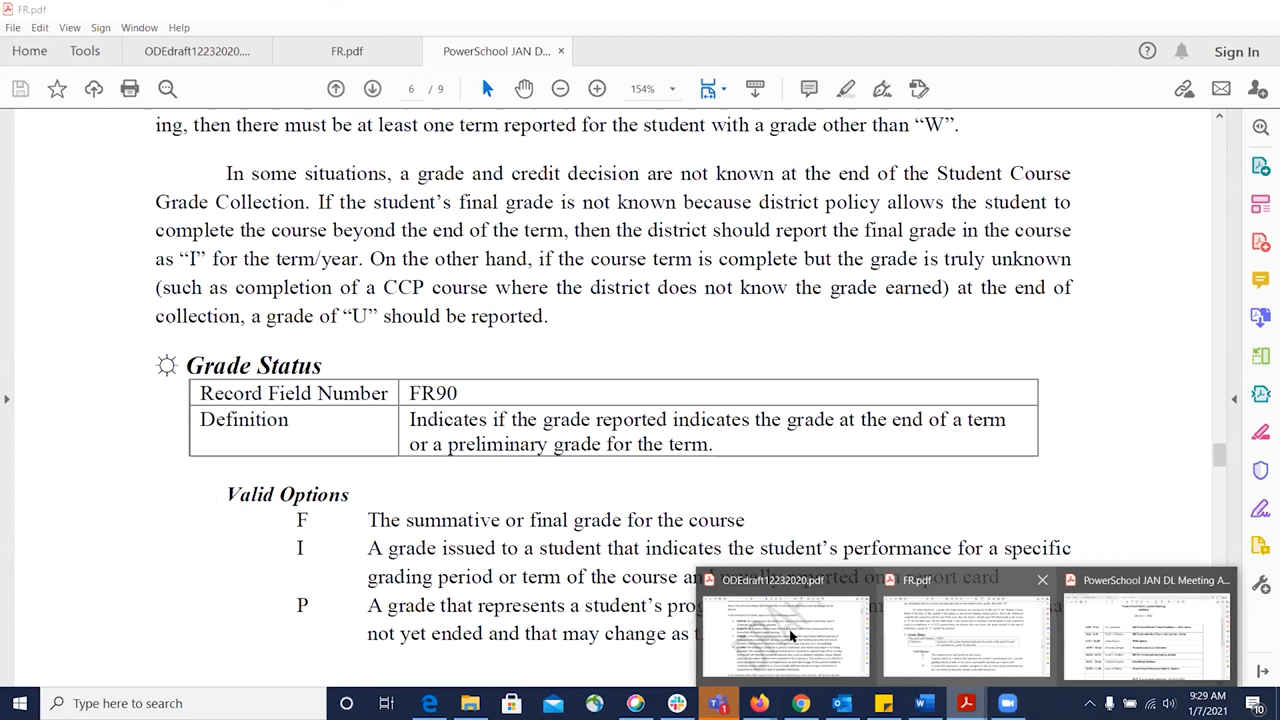 FR.pdf
File Edit View Sign Window Help
Home Tools ODEdraft12232020.... FR.pdf PowerSchool JAN D... × Sign In
6 / 9 154%
ing, then there must be at least one term reported for the student with a grade other than “W”.
In some situations, a grade and credit decision are not known at the end of the Student Course
Grade Collection. If the student’s final grade is not known because district policy allows the student to
complete the course beyond the end of the term, then the district should report the final grade in the course
as “I” for the term/year. On the other hand, if the course term is complete but the grade is truly unknown
(such as completion of a CCP course where the district does not know the grade earned) at the end of
collection, a grade of “U” should be reported.
Grade Status
Record Field Number FR90
Definition Indicates if the grade reported indicates the grade at the end of a term
or a preliminary grade for the term.
Valid Options
F The summative or final grade for the course
I A grade issued to a student that indicates the student’s performance for a specific
grading period or term of the course and
P A grade that represents a student’s
not yet ended and that may change as
ODEdraft12232020.pdf FR.pdf PowerSchool JAN DL Meeting A...
Type here to search
9:29 AM
1/7/2021